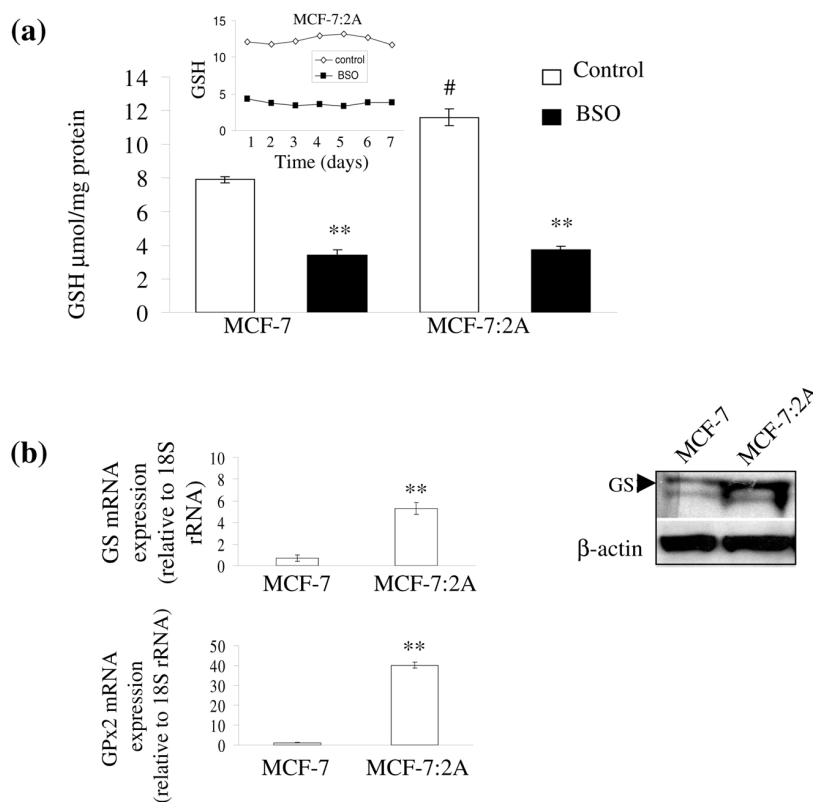 (a)
MCF-7:2A
15
10
5
0
GSH
control
BSO
1 2 3 4 5 6 7
Time (days)
Control
BSO
14
12
10
8
6
4
2
0
GSH μmol/mg protein
**
#
**
MCF-7
MCF-7:2A
(b)
GS mRNA
expression
(relative to 18S
rRNA)
10
8
6
4
2
0
**
MCF-7
MCF-7:2A
MCF-7
MCF-7:2A
GS
β-actin
GPx2 mRNA
expression
(relative to 18S rRNA)
50
40
30
20
10
0
**
MCF-7
MCF-7:2A